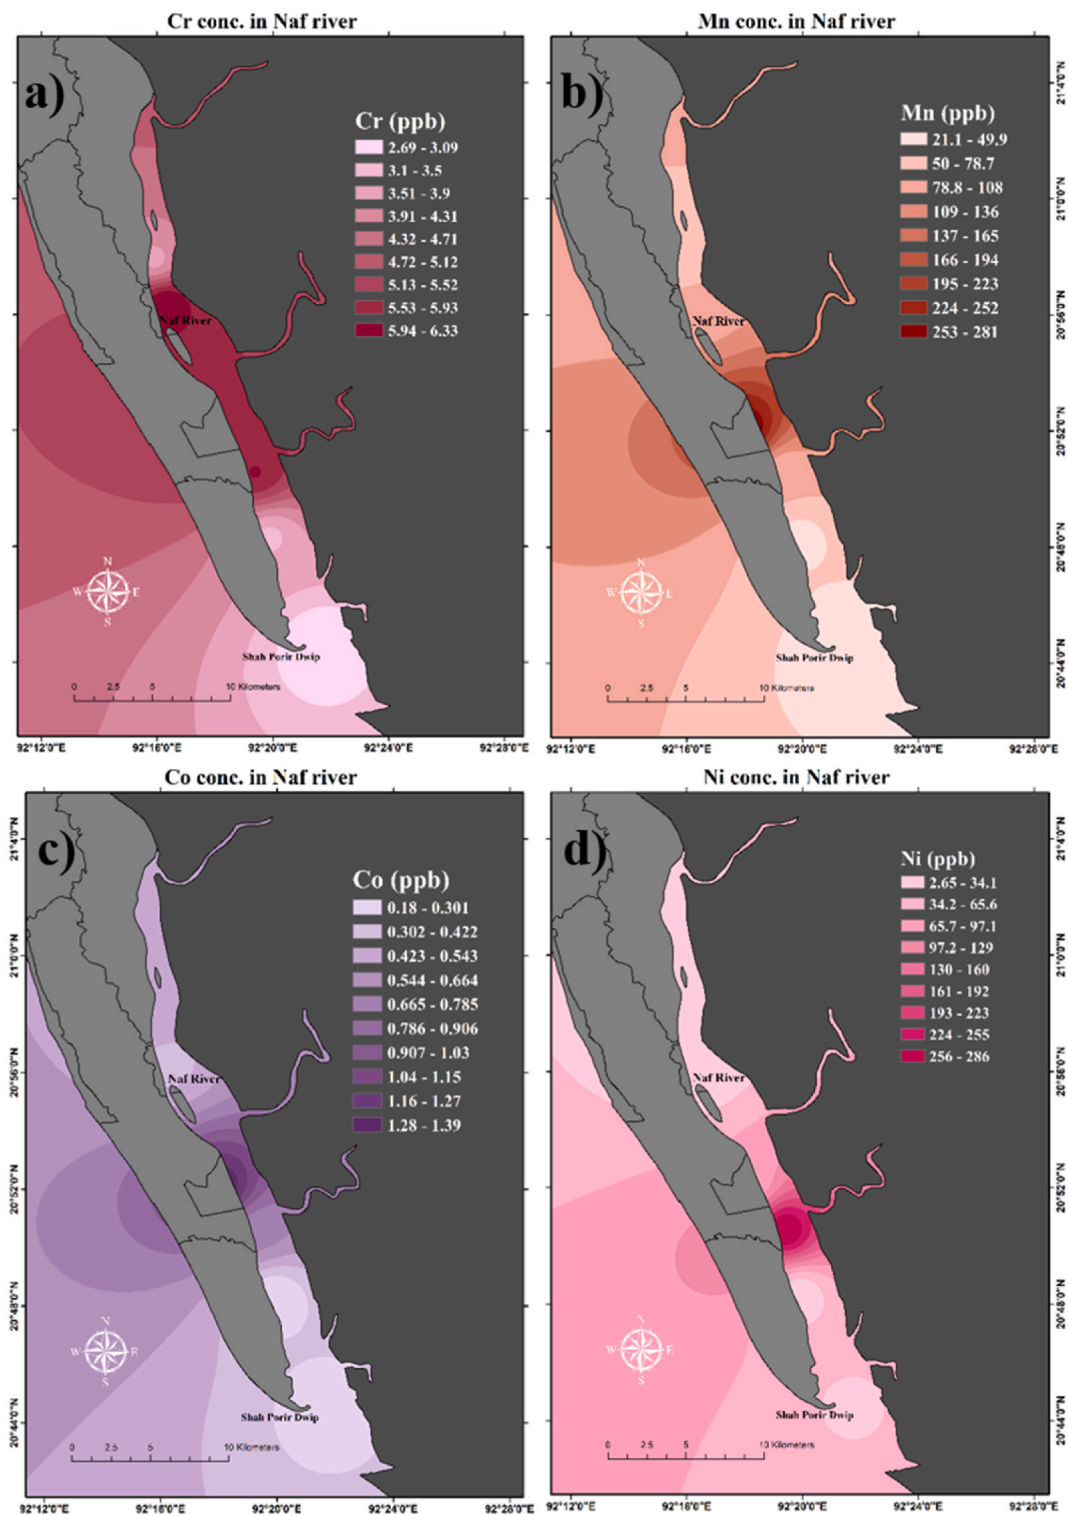 Cr conc. in Naf river
a)
Cr (ppb)
2.69 - 3.09
3.1 - 3.5
3.51 - 3.9
3.91 - 4.31
4.32 - 4.71
4.72 - 5.12
5.13 - 5.52
5.53 - 5.93
5.94 - 6.33
Naf River
N
W E
S
Shah Porir Dwip
0 2.5 5 10 Kilometers
92°12'0"E 92°16'0"E 92°20'0"E 92°24'0"E 92°28'0"E
Mn conc. in Naf river
b)
Mn (ppb)
21.1 - 49.9
50 - 78.7
78.8 - 108
109 - 136
137 - 165
166 - 194
195 - 223
224 - 252
253 - 281
Naf River
N
W
S
Shah Porir Dwip
0 2.5 5 10 Kilometers
21°4'0"N
21°0'0"N
20°56'0"N
20°52'0"N
20°48'0"N
20°44'0"N
92°12'0"E 92°16'0"E 92°20'0"E 92°24'0"E 92°28'0"E
Co conc. in Naf river
c)
Co (ppb)
0.18 - 0.301
0.302 - 0.422
0.423 - 0.543
0.544 - 0.664
0.665 - 0.785
0.786 - 0.906
0.907 - 1.03
1.04 - 1.15
1.16 - 1.27
1.28 - 1.39
Naf River
N
W E
S
Shah Porir Dwip
0 2.5 5 10 Kilometers
21°4'0"N
21°0'0"N
20°56'0"N
20°52'0"N
20°48'0"N
20°44'0"N
92°12'0"E 92°16'0"E 92°20'0"E 92°24'0"E 92°28'0"E
Ni conc. in Naf river
d)
Ni (ppb)
2.65 - 34.1
34.2 - 65.6
65.7 - 97.1
97.2 - 129
130 - 160
161 - 192
193 - 223
224 - 255
256 - 286
Naf River
N
W E
S
Shah Porir Dwip
0 2.5 5 10 Kilometers
21°4'0"N
21°0'0"N
20°56'0"N
20°52'0"N
20°48'0"N
20°44'0"N
92°12'0"E 92°16'0"E 92°20'0"E 92°24'0"E 92°28'0"E